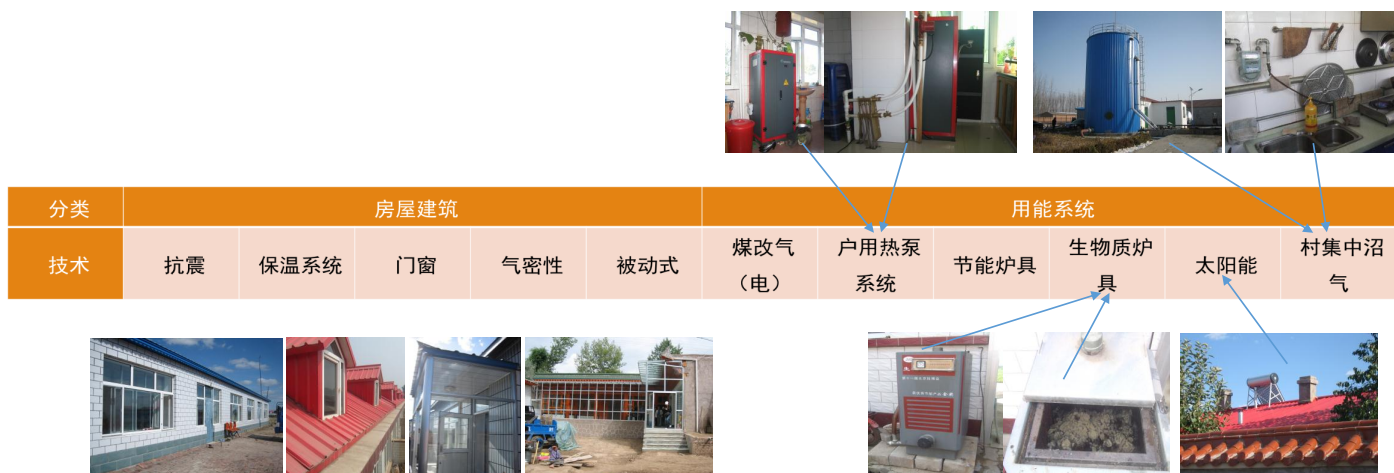 分类
房屋建筑
用能系统
技术
抗震
保温系统
门窗
气密性
被动式
煤改气
（电）
户用热泵
系统
节能炉具
生物质炉
具
太阳能
村集中沼
气